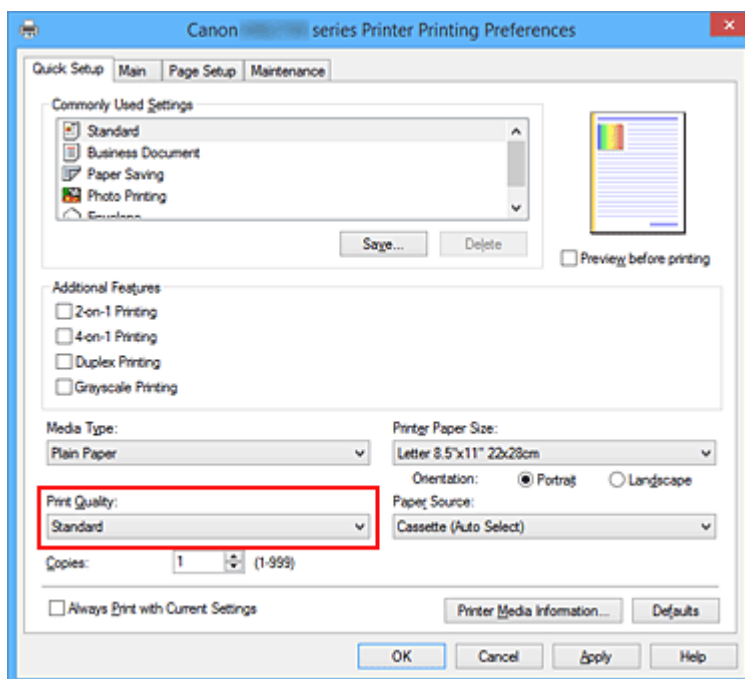 Canon series Printer Printing Preferences
Quick Setup Main Page Setup Maintenance
Commonly Used Settings
Standard
Business Document
Paper Saving
Photo Printing
Envelope
Save... Delete
Preview before printing
Additional Features
2-on-1 Printing
4-on-1 Printing
Duplex Printing
Grayscale Printing
Media Type:
Plain Paper
Printer Paper Size:
Letter 8.5"x11" 22x28cm
Orientation: Portrait Landscape
Print Quality:
Standard
Paper Source:
Cassette (Auto Select)
Copies: 1 (1-999)
Always Print with Current Settings
Printer Media Information... Defaults
OK Cancel Apply Help